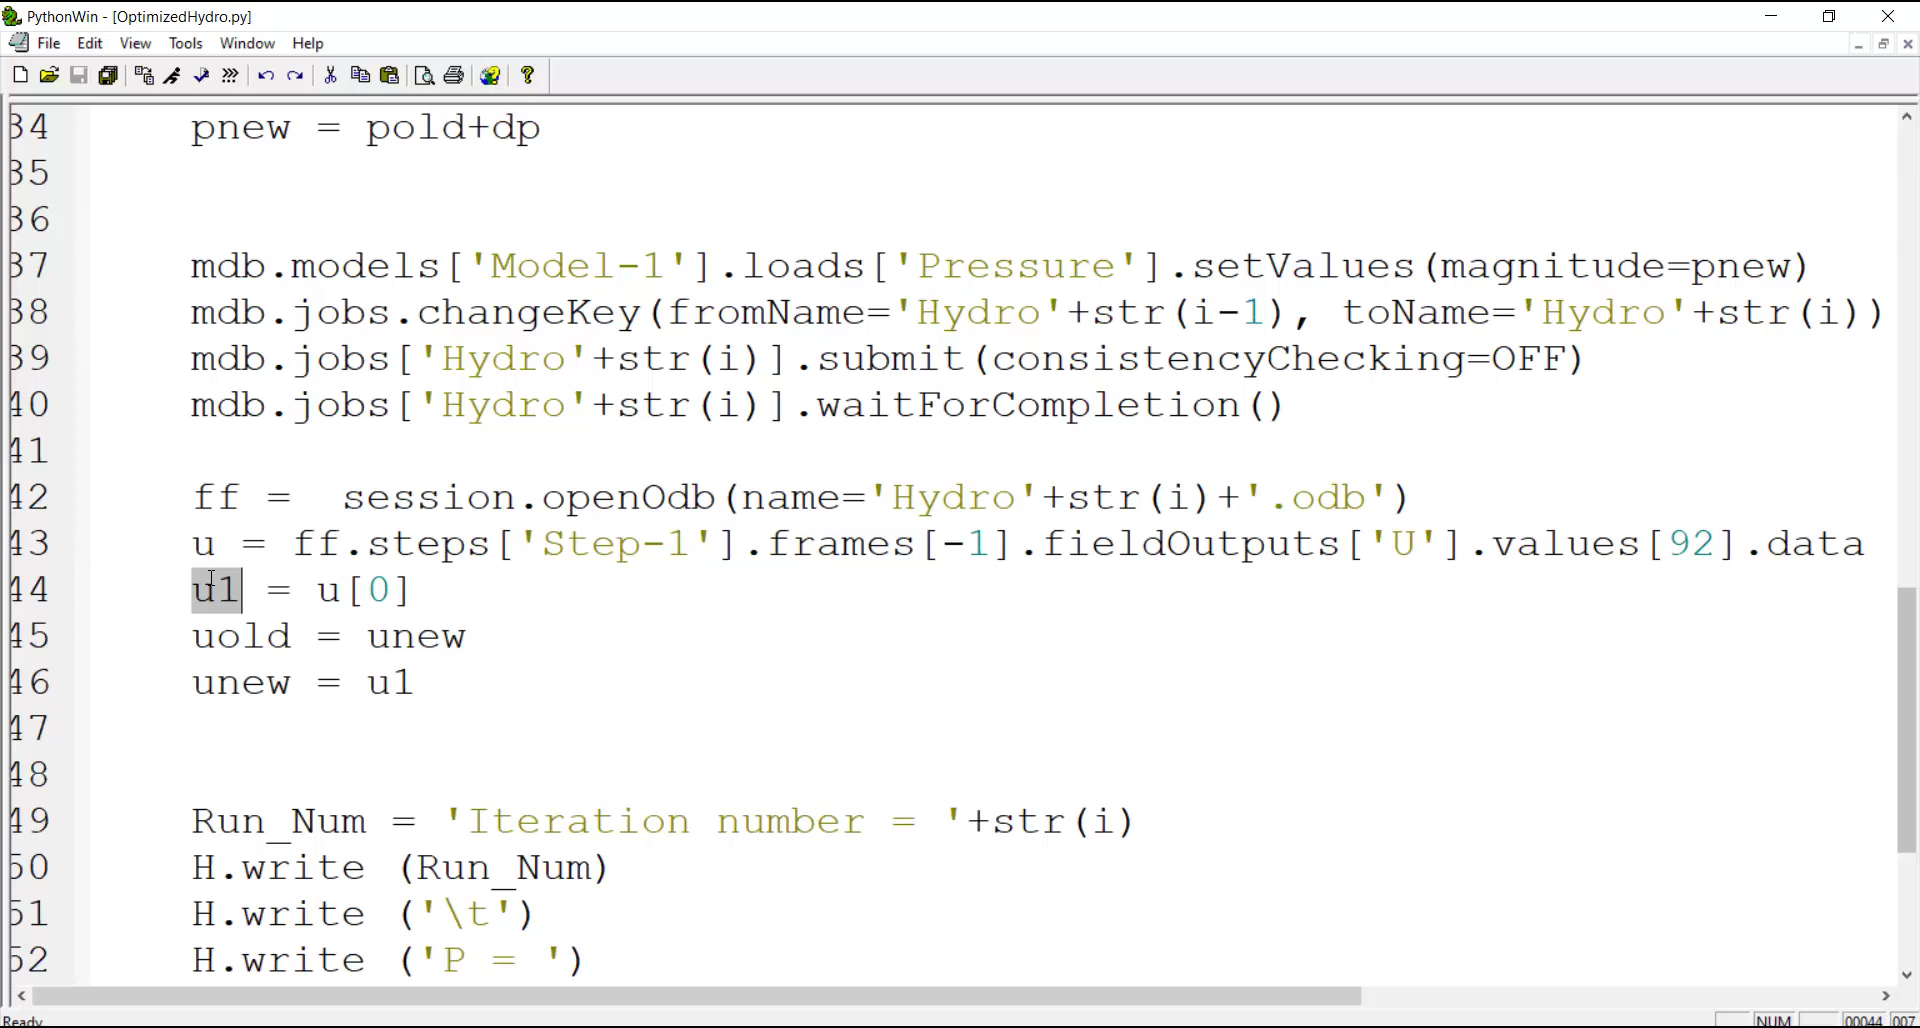 PythonWin - [OptimizedHydro.py]
File Edit View Tools Window Help
34 pnew = pold+dp
35
36
37 mdb.models['Model-1'].loads['Pressure'].setValues(magnitude=pnew)
38 mdb.jobs.changeKey(fromName='Hydro'+str(i-1), toName='Hydro'+str(i))
39 mdb.jobs['Hydro'+str(i)].submit(consistencyChecking=OFF)
40 mdb.jobs['Hydro'+str(i)].waitForCompletion()
41
42 ff =  session.openOdb(name='Hydro'+str(i)+'.odb')
43 u = ff.steps['Step-1'].frames[-1].fieldOutputs['U'].values[92].data
44 u1 = u[0]
45 uold = unew
46 unew = u1
47
48
49 Run_Num = 'Iteration number = '+str(i)
50 H.write (Run_Num)
51 H.write ('\t')
52 H.write ('P = ')
Ready NUM 00044 007